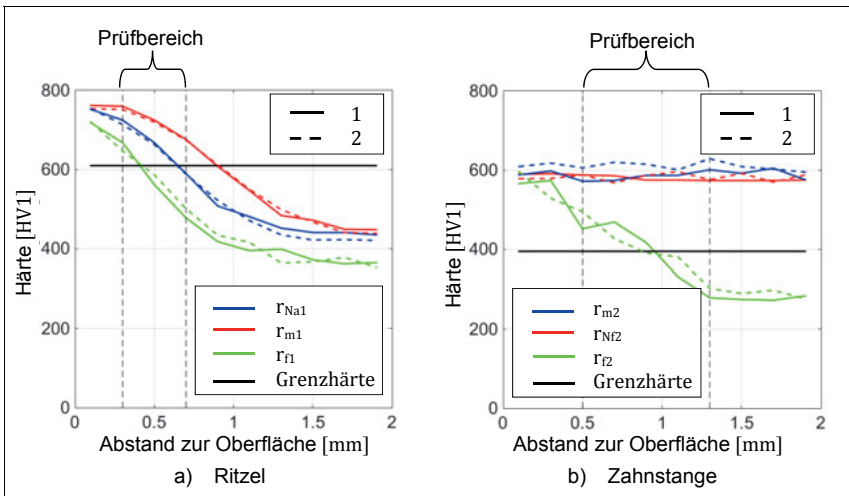 Prüfbereich
800
600
400
200
0
Härte [HV1]
1
2
r_Na1
r_m1
r_f1
Grenzhärte
0 0.5 1 1.5 2
Abstand zur Oberfläche [mm]
a) Ritzel
Prüfbereich
800
600
400
200
0
Härte [HV1]
1
2
r_m2
r_Nf2
r_f2
Grenzhärte
0 0.5 1 1.5 2
Abstand zur Oberfläche [mm]
b) Zahnstange